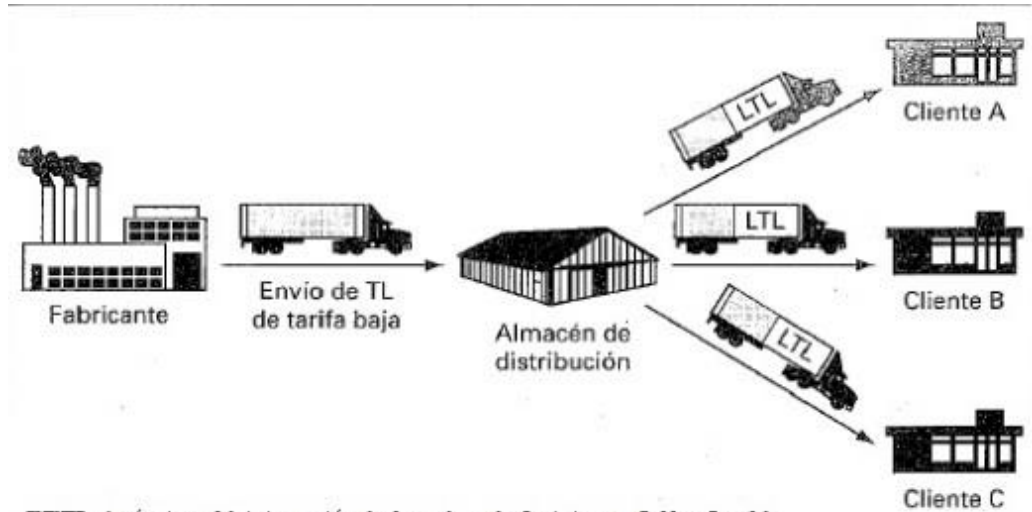 LTL
Cliente A
LTL
Fabricante
Envío de TL
de tarifa baja
Almacén de
distribución
Cliente B
LTL
Cliente C